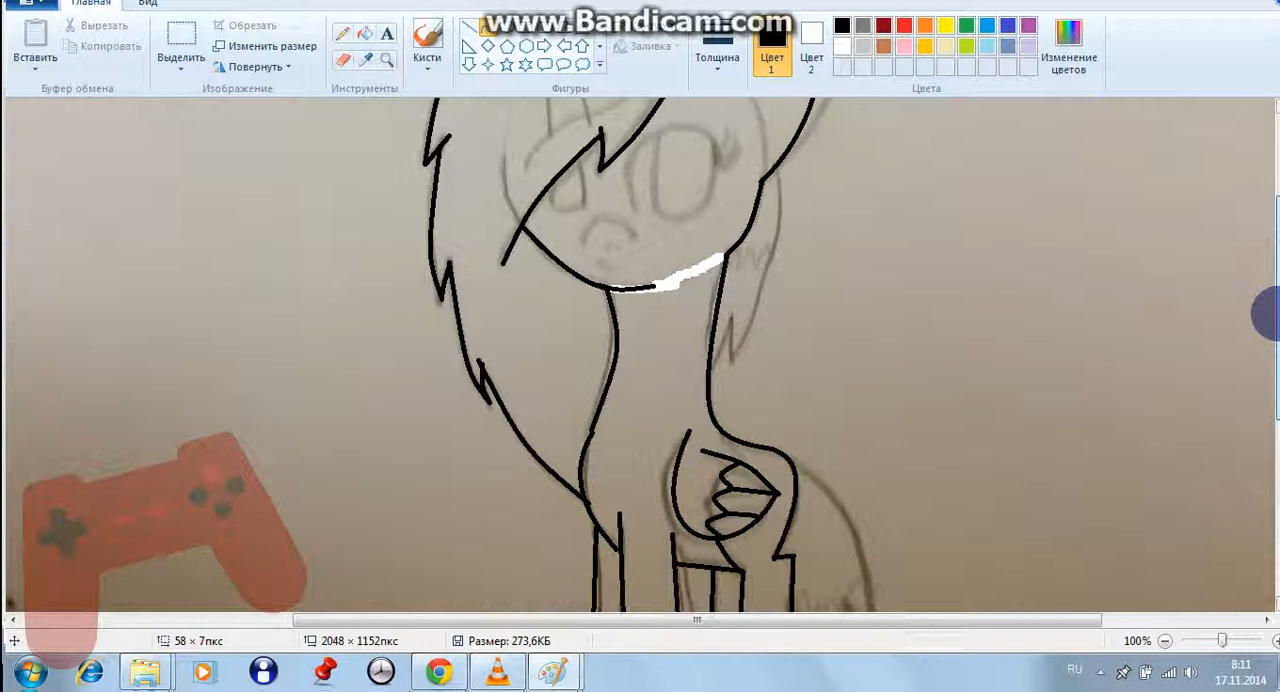 www.Bandicam.com
Главная Вид
Вставить
Вырезать
Копировать
Буфер обмена
Выделить
Обрезать
Изменить размер
Повернуть
Изображение
A
Инструменты
Кисти
Заливка
Фигуры
Толщина
Цвет 1
Цвет 2
Изменение цветов
Цвета
58 × 7пкс
2048 × 1152пкс
Размер: 273,6КБ
100%
RU
8:11
17.11.2014